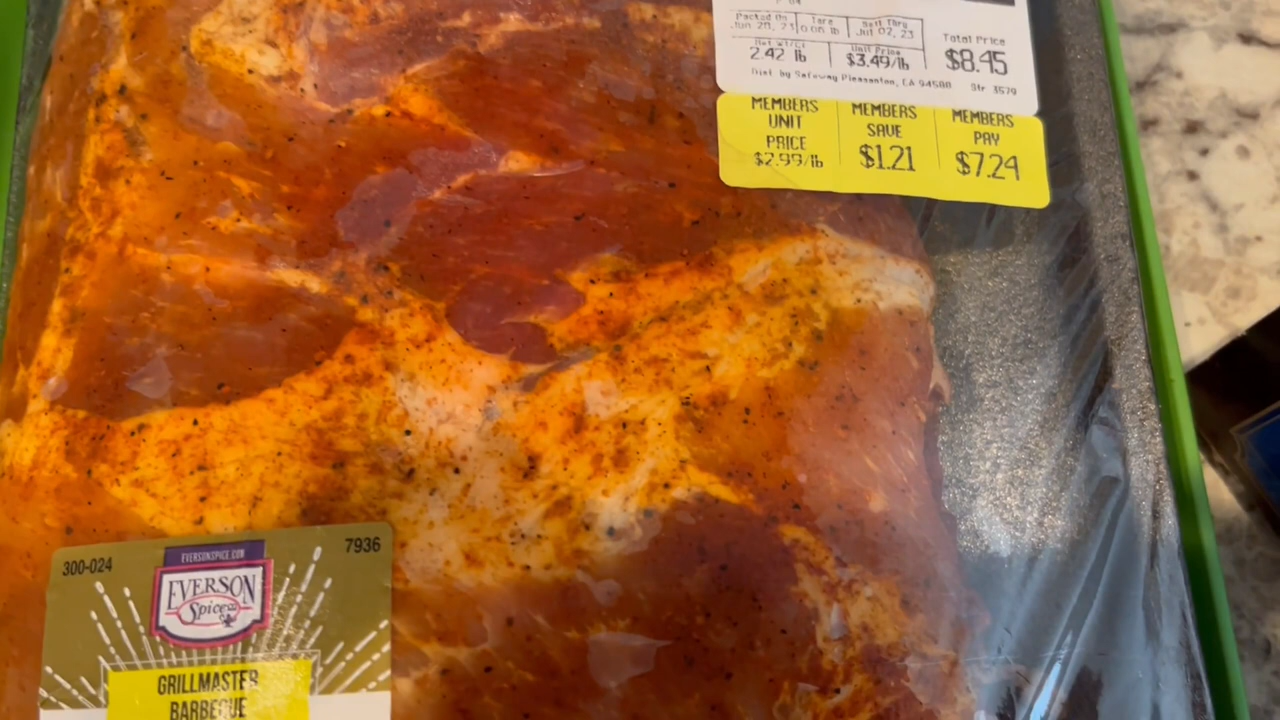 Packed On Tare Sell Thru
Jun 20, 23 0.06 lb Jul 02, 23
Net Wt/Ct Unit Price Total Price
2.42 lb $3.49/lb $8.45
Dist by Safeway Pleasanton, CA 94588 Str 3579
MEMBERS UNIT PRICE $2.99/lb
MEMBERS SAVE $1.21
MEMBERS PAY $7.24
300-024
7936
EVERSONSPICE.COM
EVERSON
Spice
GRILLMASTER
BARBEQUE